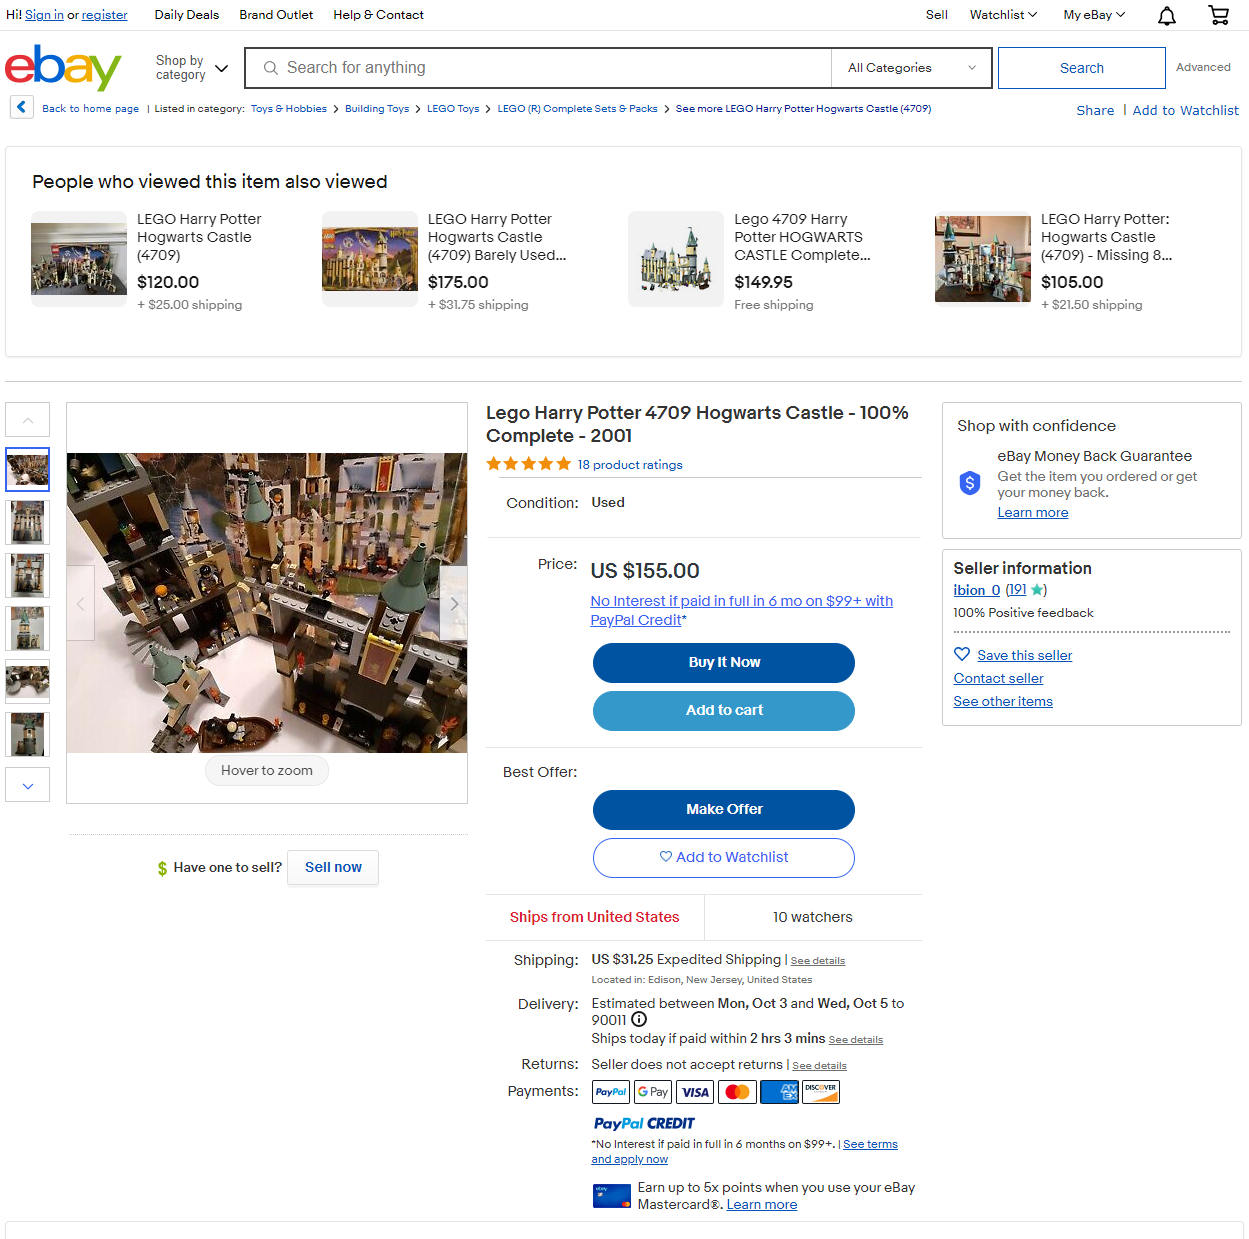 Hi! Sign in or register
Daily Deals
Brand Outlet
Help & Contact
Sell
Watchlist
My eBay
ebay
Shop by
category
Search for anything
All Categories
Search
Advanced
Back to home page | Listed in category: Toys & Hobbies > Building Toys > LEGO Toys > LEGO (R) Complete Sets & Packs > See more LEGO Harry Potter Hogwarts Castle (4709)
Share | Add to Watchlist
People who viewed this item also viewed
LEGO Harry Potter
Hogwarts Castle
(4709)
$120.00
+ $25.00 shipping
LEGO Harry Potter
Hogwarts Castle
(4709) Barely Used...
$175.00
+ $31.75 shipping
Lego 4709 Harry
Potter HOGWARTS
CASTLE Complete...
$149.95
Free shipping
LEGO Harry Potter:
Hogwarts Castle
(4709) - Missing 8...
$105.00
+ $21.50 shipping
Hover to zoom
$ Have one to sell?
Sell now
Lego Harry Potter 4709 Hogwarts Castle - 100%
Complete - 2001
18 product ratings
Condition: Used
Price: US $155.00
No Interest if paid in full in 6 mo on $99+ with
PayPal Credit*
Buy It Now
Add to cart
Best Offer:
Make Offer
Add to Watchlist
Ships from United States
10 watchers
Shipping: US $31.25 Expedited Shipping | See details
Located in: Edison, New Jersey, United States
Delivery: Estimated between Mon, Oct 3 and Wed, Oct 5 to
90011
Ships today if paid within 2 hrs 3 mins See details
Returns: Seller does not accept returns | See details
Payments: PayPal G Pay VISA AM EX DISCOVER
PayPal CREDIT
*No Interest if paid in full in 6 months on $99+. | See terms
and apply now
Earn up to 5x points when you use your eBay
Mastercard®. Learn more
Shop with confidence
eBay Money Back Guarantee
Get the item you ordered or get
your money back.
Learn more
Seller information
ibion_0 (191)
100% Positive feedback
Save this seller
Contact seller
See other items